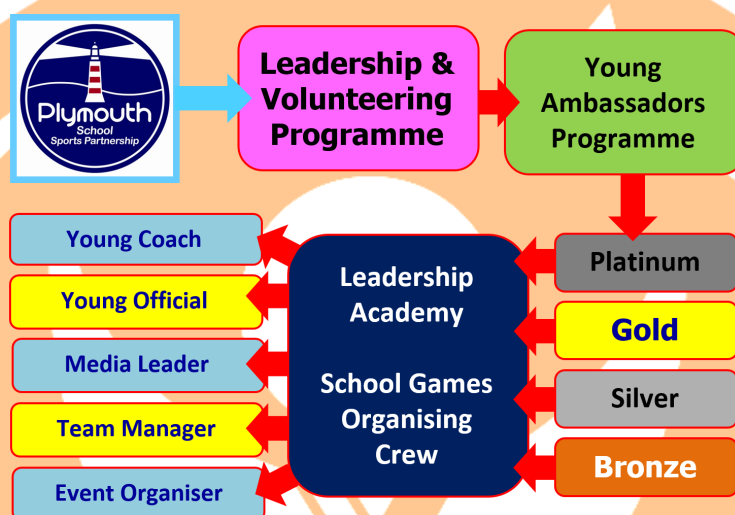 Plymouth
School
Sports Partnership
Leadership &
Volunteering
Programme
Young
Ambassadors
Programme
Platinum
Gold
Silver
Bronze
Leadership
Academy
School Games
Organising
Crew
Young Coach
Young Official
Media Leader
Team Manager
Event Organiser